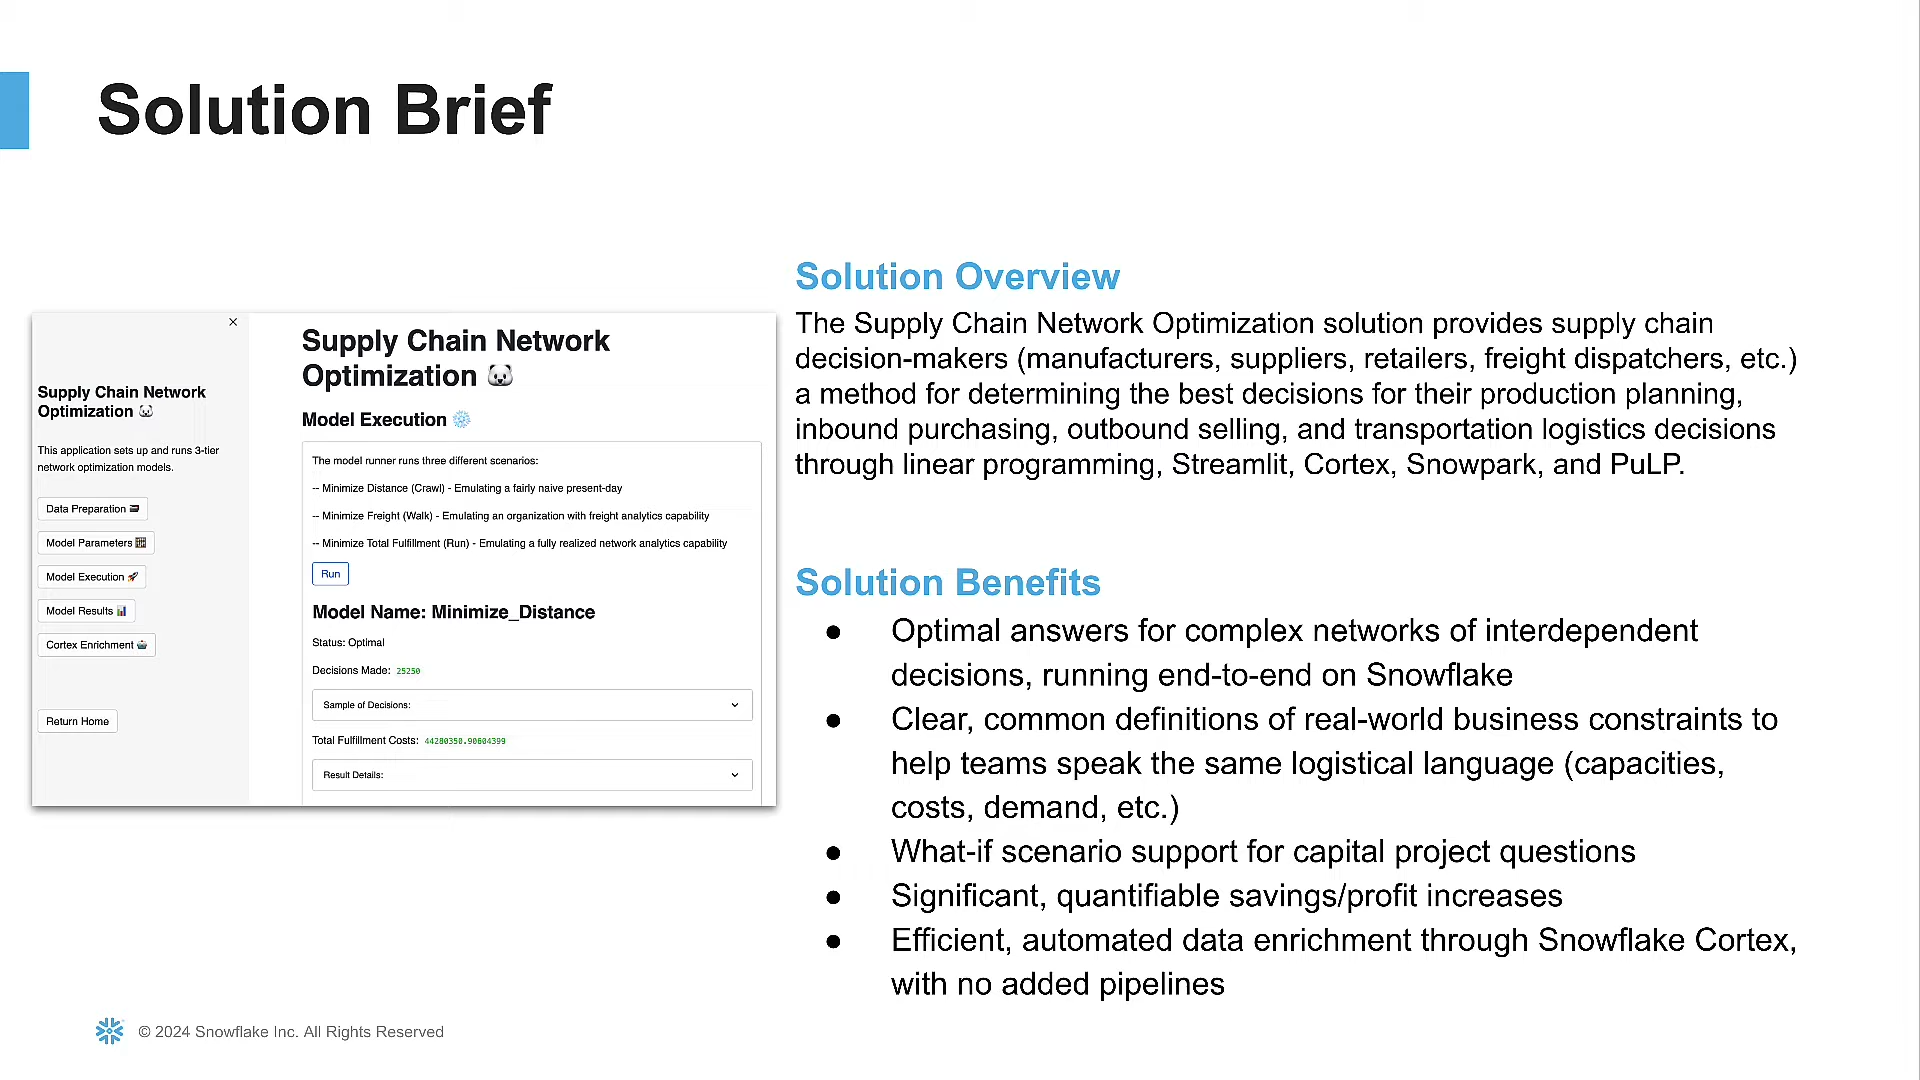 Solution Brief
Supply Chain Network
Optimization 🐼
This application sets up and runs 3-tier
network optimization models.
Data Preparation
Model Parameters
Model Execution 🚀
Model Results 📊
Cortex Enrichment 🤖
Return Home
Supply Chain Network
Optimization 🐼
Model Execution ❄️
The model runner runs three different scenarios:
-- Minimize Distance (Crawl) - Emulating a fairly naive present-day
-- Minimize Freight (Walk) - Emulating an organization with freight analytics capability
-- Minimize Total Fulfillment (Run) - Emulating a fully realized network analytics capability
Run
Model Name: Minimize_Distance
Status: Optimal
Decisions Made: 25250
Sample of Decisions:
Total Fulfillment Costs: 44280350.90604399
Result Details:
Solution Overview
The Supply Chain Network Optimization solution provides supply chain
decision-makers (manufacturers, suppliers, retailers, freight dispatchers, etc.)
a method for determining the best decisions for their production planning,
inbound purchasing, outbound selling, and transportation logistics decisions
through linear programming, Streamlit, Cortex, Snowpark, and PuLP.
Solution Benefits
● Optimal answers for complex networks of interdependent
decisions, running end-to-end on Snowflake
● Clear, common definitions of real-world business constraints to
help teams speak the same logistical language (capacities,
costs, demand, etc.)
● What-if scenario support for capital project questions
● Significant, quantifiable savings/profit increases
● Efficient, automated data enrichment through Snowflake Cortex,
with no added pipelines
© 2024 Snowflake Inc. All Rights Reserved